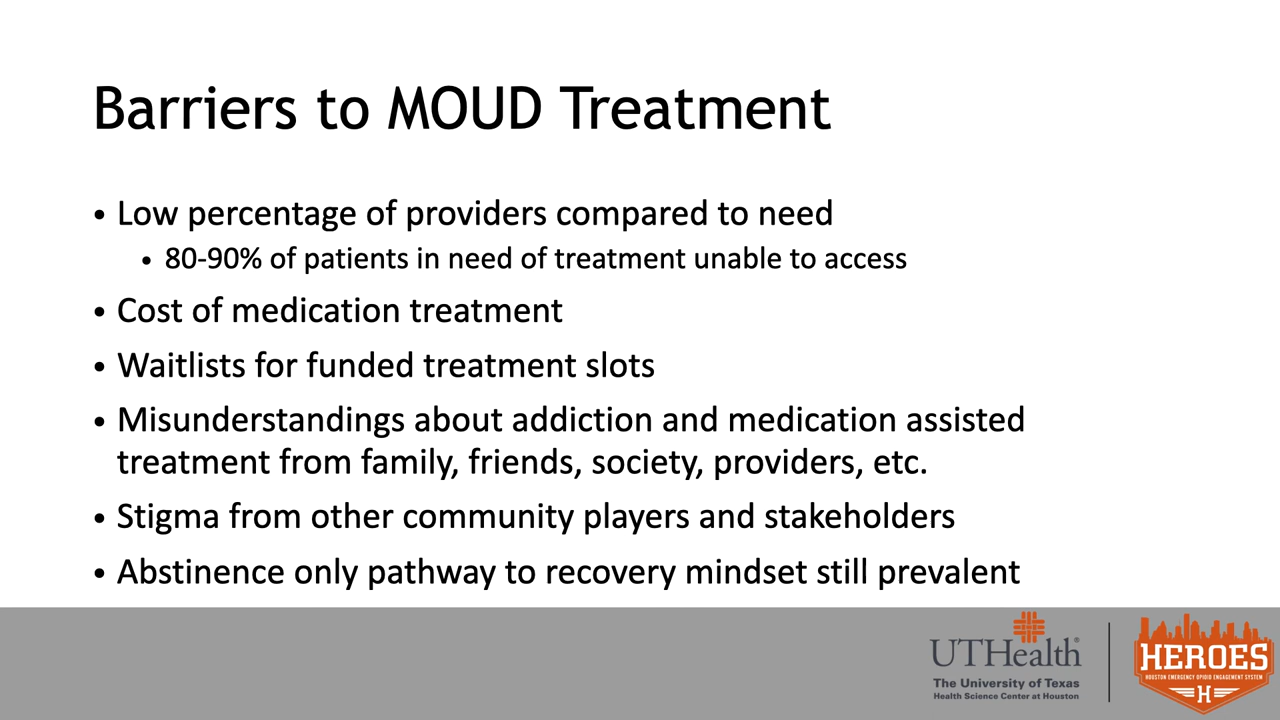 Barriers to MOUD Treatment
• Low percentage of providers compared to need
• 80-90% of patients in need of treatment unable to access
• Cost of medication treatment
• Waitlists for funded treatment slots
• Misunderstandings about addiction and medication assisted
treatment from family, friends, society, providers, etc.
• Stigma from other community players and stakeholders
• Abstinence only pathway to recovery mindset still prevalent
UTHealth®
The University of Texas
Health Science Center at Houston
HEROES
HOUSTON EMERGENCY OPIOID ENGAGEMENT SYSTEM
H